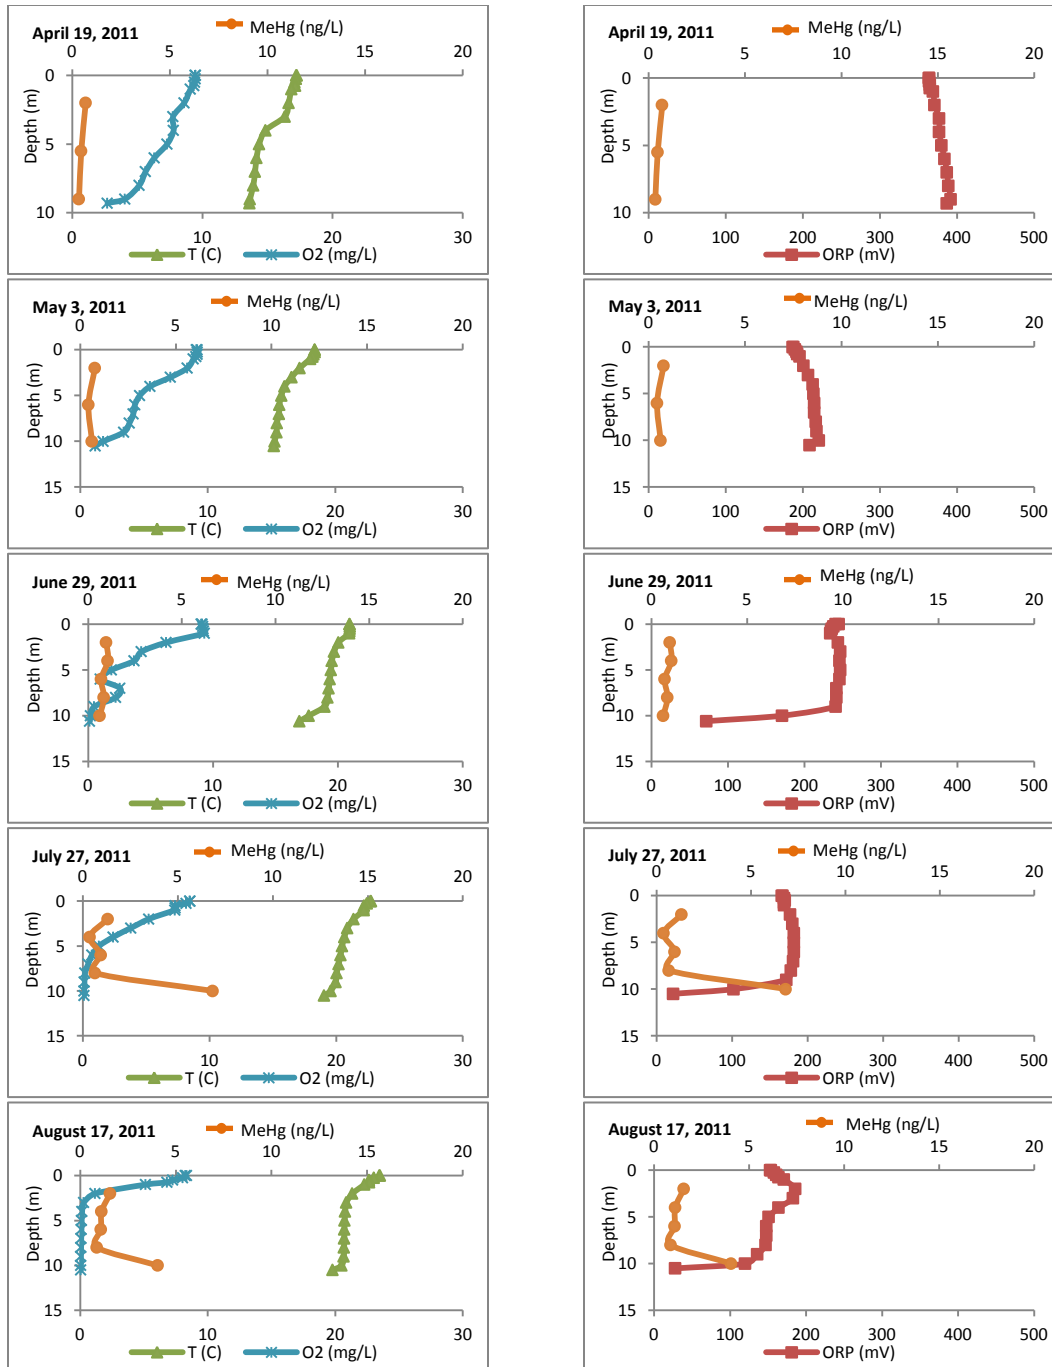 April 19, 2011
MeHg (ng/L)
0 5 10 15 20
Depth (m)
0
5
10
0 10 20 30
T (C) O2 (mg/L)
April 19, 2011
MeHg (ng/L)
0 5 10 15 20
Depth (m)
0
5
10
0 100 200 300 400 500
ORP (mV)
May 3, 2011
MeHg (ng/L)
0 5 10 15 20
Depth (m)
0
5
10
15
0 10 20 30
T (C) O2 (mg/L)
May 3, 2011
MeHg (ng/L)
0 5 10 15 20
Depth (m)
0
5
10
15
0 100 200 300 400 500
ORP (mV)
June 29, 2011
MeHg (ng/L)
0 5 10 15 20
Depth (m)
0
5
10
15
0 10 20 30
T (C) O2 (mg/L)
June 29, 2011
MeHg (ng/L)
0 5 10 15 20
Depth (m)
0
5
10
15
0 100 200 300 400 500
ORP (mV)
July 27, 2011
MeHg (ng/L)
0 5 10 15 20
Depth (m)
0
5
10
15
0 10 20 30
T (C) O2 (mg/L)
July 27, 2011
MeHg (ng/L)
0 5 10 15 20
Depth (m)
0
5
10
15
0 100 200 300 400 500
ORP (mV)
August 17, 2011
MeHg (ng/L)
0 5 10 15 20
Depth (m)
0
5
10
15
0 10 20 30
T (C) O2 (mg/L)
August 17, 2011
MeHg (ng/L)
0 5 10 15 20
Depth (m)
0
5
10
15
0 100 200 300 400 500
ORP (mV)